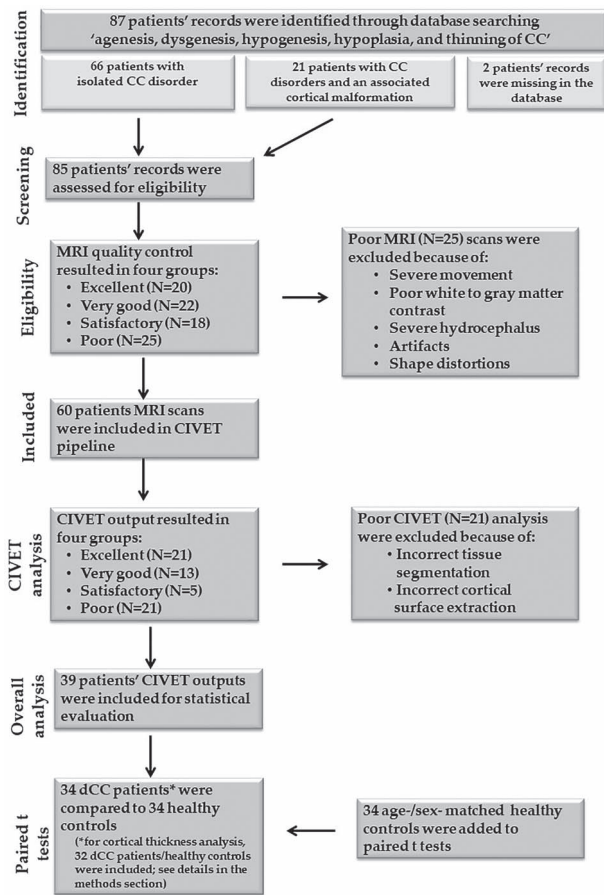 87 patients' records were identified through database searching
'agenesis, dysgenesis, hypogenesis, hypoplasia, and thinning of CC'
Identification
66 patients with
isolated CC disorder
21 patients with CC
disorders and an associated
cortical malformation
2 patients' records
were missing in the
database
Screening
85 patients' records were
assessed for eligibility
Eligibility
MRI quality control
resulted in four groups:
• Excellent (N=20)
• Very good (N=22)
• Satisfactory (N=18)
• Poor (N=25)
Poor MRI (N=25) scans were
excluded because of:
• Severe movement
• Poor white to gray matter
contrast
• Severe hydrocephalus
• Artifacts
• Shape distortions
Included
60 patients MRI scans
were included in CIVET
pipeline
CIVET
analysis
CIVET output resulted in
four groups:
• Excellent (N=21)
• Very good (N=13)
• Satisfactory (N=5)
• Poor (N=21)
Poor CIVET (N=21) analysis
were excluded because of:
• Incorrect tissue
segmentation
• Incorrect cortical
surface extraction
Overall
analysis
39 patients' CIVET outputs
were included for statistical
evaluation
Paired t
tests
34 dCC patients* were
compared to 34 healthy
controls
(*for cortical thickness analysis,
32 dCC patients/healthy controls
were included; see details in the
methods section)
34 age-/sex- matched healthy
controls were added to
paired t tests